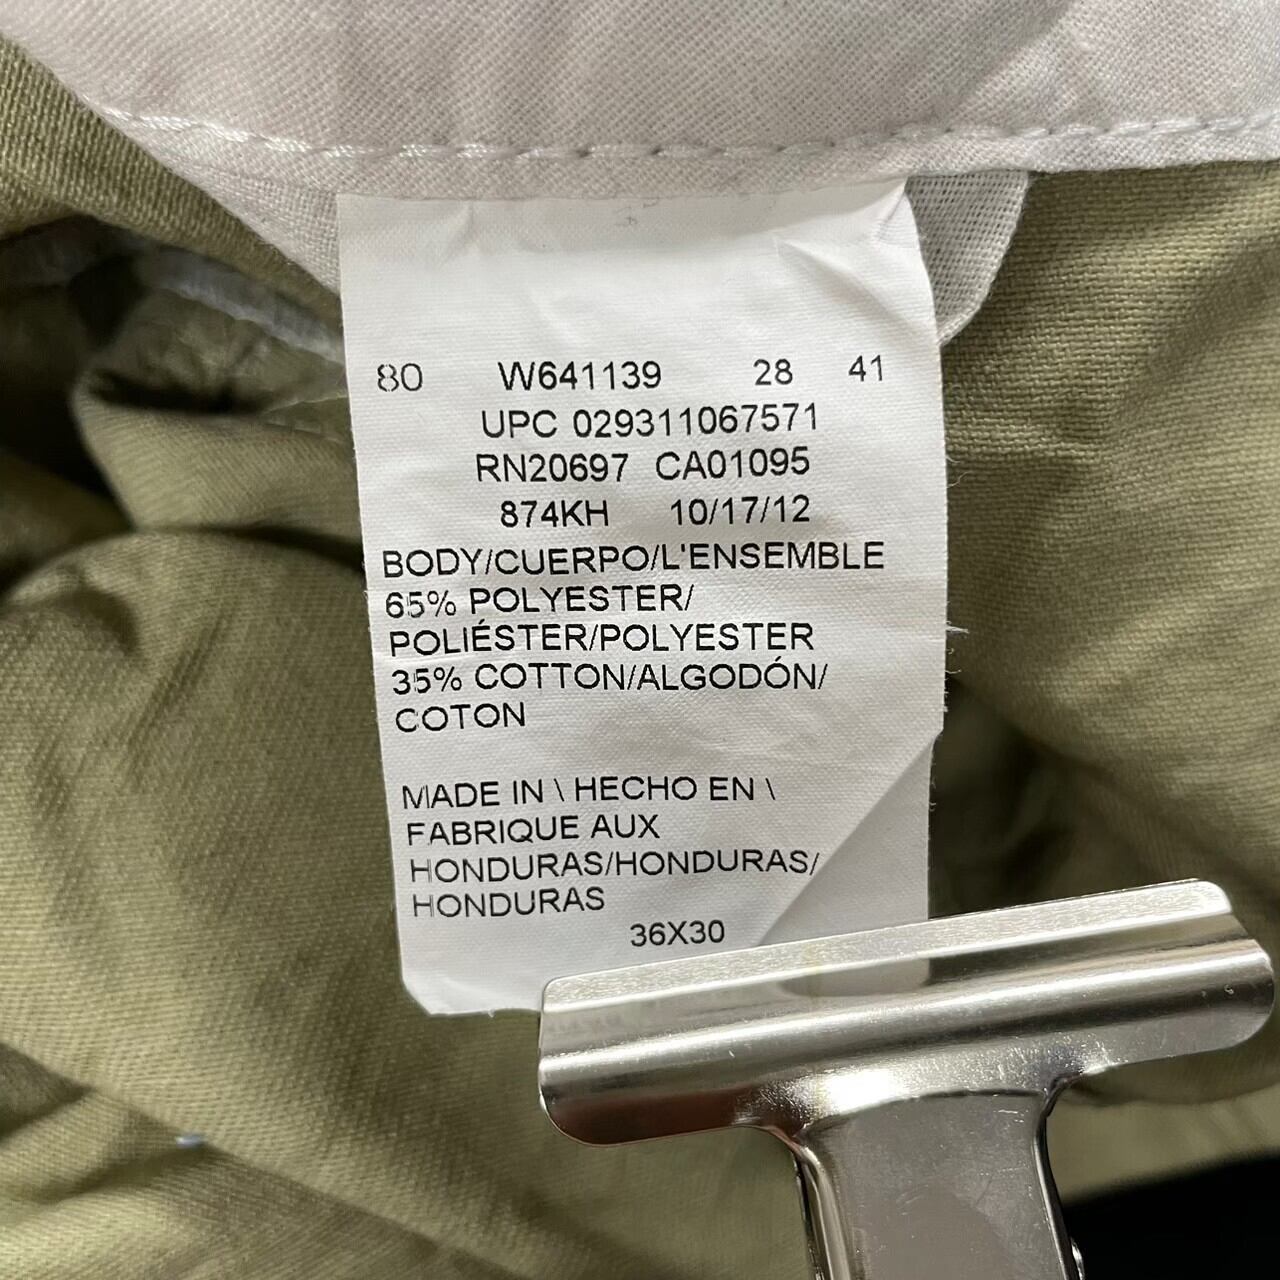 80 W641139 28 41
UPC 029311067571
RN20697 CA01095
874KH 10/17/12
BODY/CUERPO/L'ENSEMBLE
65% POLYESTER/
POLIÉSTER/POLYESTER
35% COTTON/ALGODÓN/
COTON
MADE IN \ HECHO EN \
FABRIQUE AUX
HONDURAS/HONDURAS/
HONDURAS
36X30